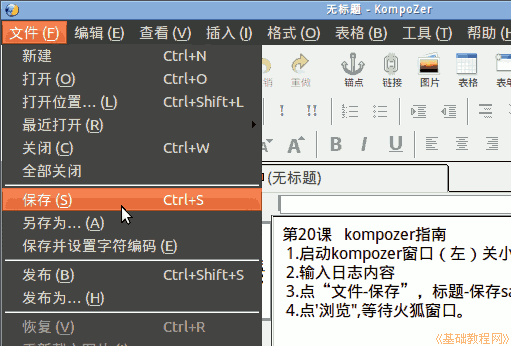 无标题 - KompoZer
文件 (F) 编辑 (E) 查看 (V) 插入 (I) 格式 (O) 表格 (B) 工具 (T) 帮助 (H
新建 Ctrl+N
打开 (O) Ctrl+O
打开位置... (L) Ctrl+Shift+L
最近打开 (R)
关闭 (C) Ctrl+W
全部关闭
保存 (S) Ctrl+S
另存为... (A)
保存并设置字符编码 (E)
发布 (B) Ctrl+Shift+S
发布为... (H)
恢复 (V) Ctrl+R
重做 锚点 链接 图片 表格
(无标题)
第20课 kompozer指南
1.启动kompozer窗口（左）关小
2.输入日志内容
3.点“文件-保存”，标题-保存sa
4.点'浏览",等待火狐窗口。
《基础教程网》